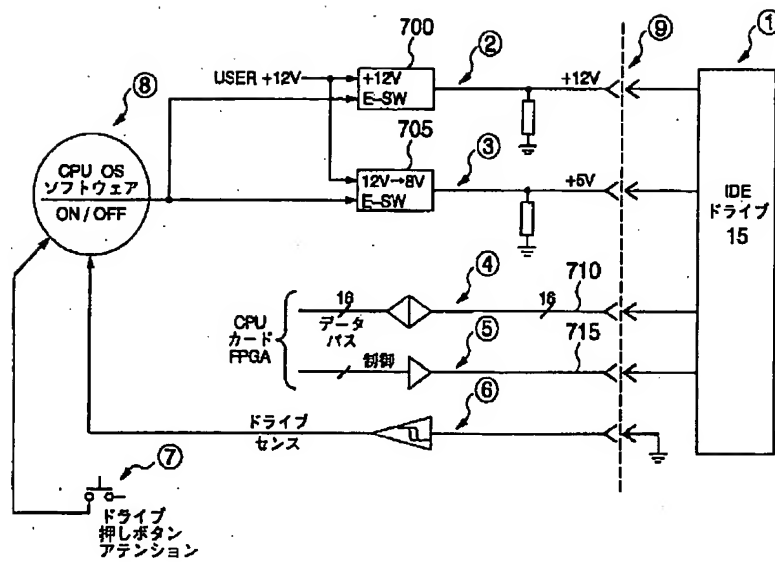 700
②
⑨
①
USER +12V
+12V
E-SW
+12V
⑧
CPU OS
ソフトウェア
ON / OFF
705
12V→8V
E-SW
③
+5V
IDE
ドライブ
15
④
710
16
データ
バス
16
CPU
カード
FPGA
⑤
715
制御
⑥
ドライブ
センス
⑦
ドライブ
押しボタン
アテンション